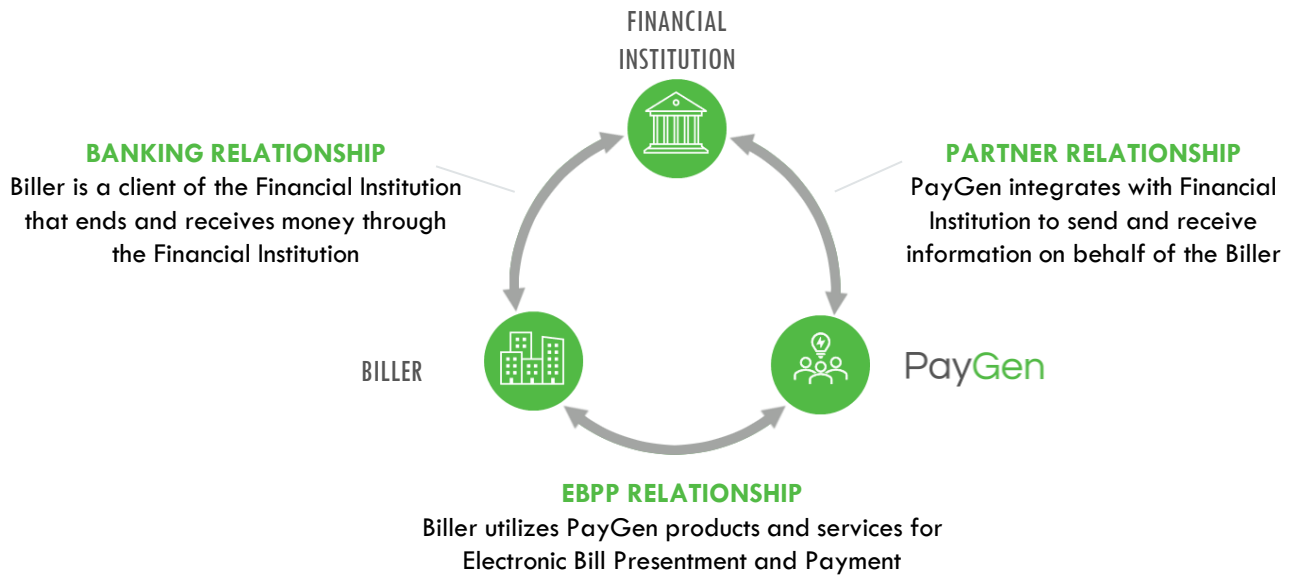 FINANCIAL
INSTITUTION
BANKING RELATIONSHIP
Biller is a client of the Financial Institution
that ends and receives money through
the Financial Institution
PARTNER RELATIONSHIP
PayGen integrates with Financial
Institution to send and receive
information on behalf of the Biller
BILLER
PayGen
EBPP RELATIONSHIP
Biller utilizes PayGen products and services for
Electronic Bill Presentment and Payment